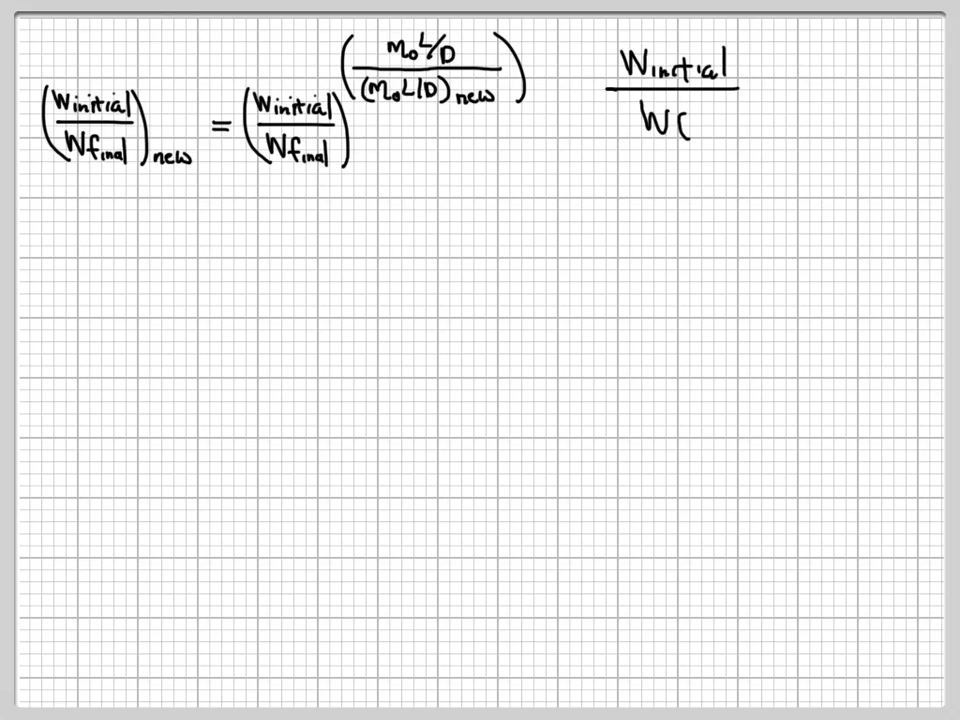 (Winitial / Wfinal)new = (Winitial / Wfinal)^(M₀L/D / (M₀L/D)new)
Winitial / W(